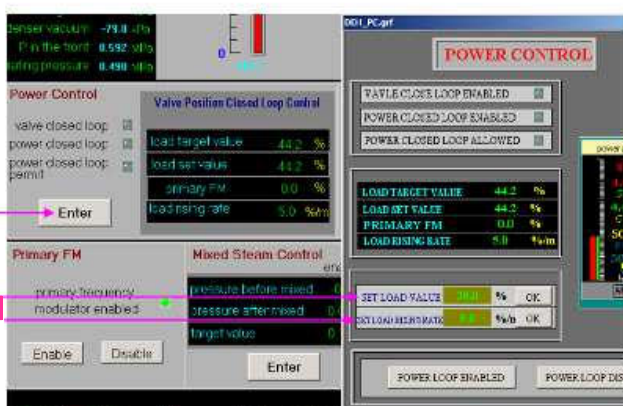 denser vacuum -79.0 kPa
P in the front 0.592 MPa
rating pressure 0.490 MPa
0
Power Control
Valve Position Closed Loop Control
valve closed loop
power closed loop
power closed loop
permit
load target value 44.2 %
load set value 44.2 %
primary FM 0.0 %
load rising rate 5.0 %/m
Enter
Primary FM
primary frequency
modulator enabled
Enable Disable
Mixed Steam Control
pressure before mixed
pressure after mixed
target value
Enter
DDI_PC.grf
POWER CONTROL
VAVLE CLOSE LOOP ENABLED
POWER CLOSED LOOP ENABLED
POWER CLOSED LOOP ALLOWED
LOAD TARGET VALUE 44.2 %
LOAD SET VALUE 44.2 %
PRIMARY FM 0.0 %
LOAD RISING RATE 5.0 %/m
SET LOAD VALUE % OK
SET LOAD RISING RATE %/m OK
POWER LOOP ENABLED
POWER LOOP DIS
power